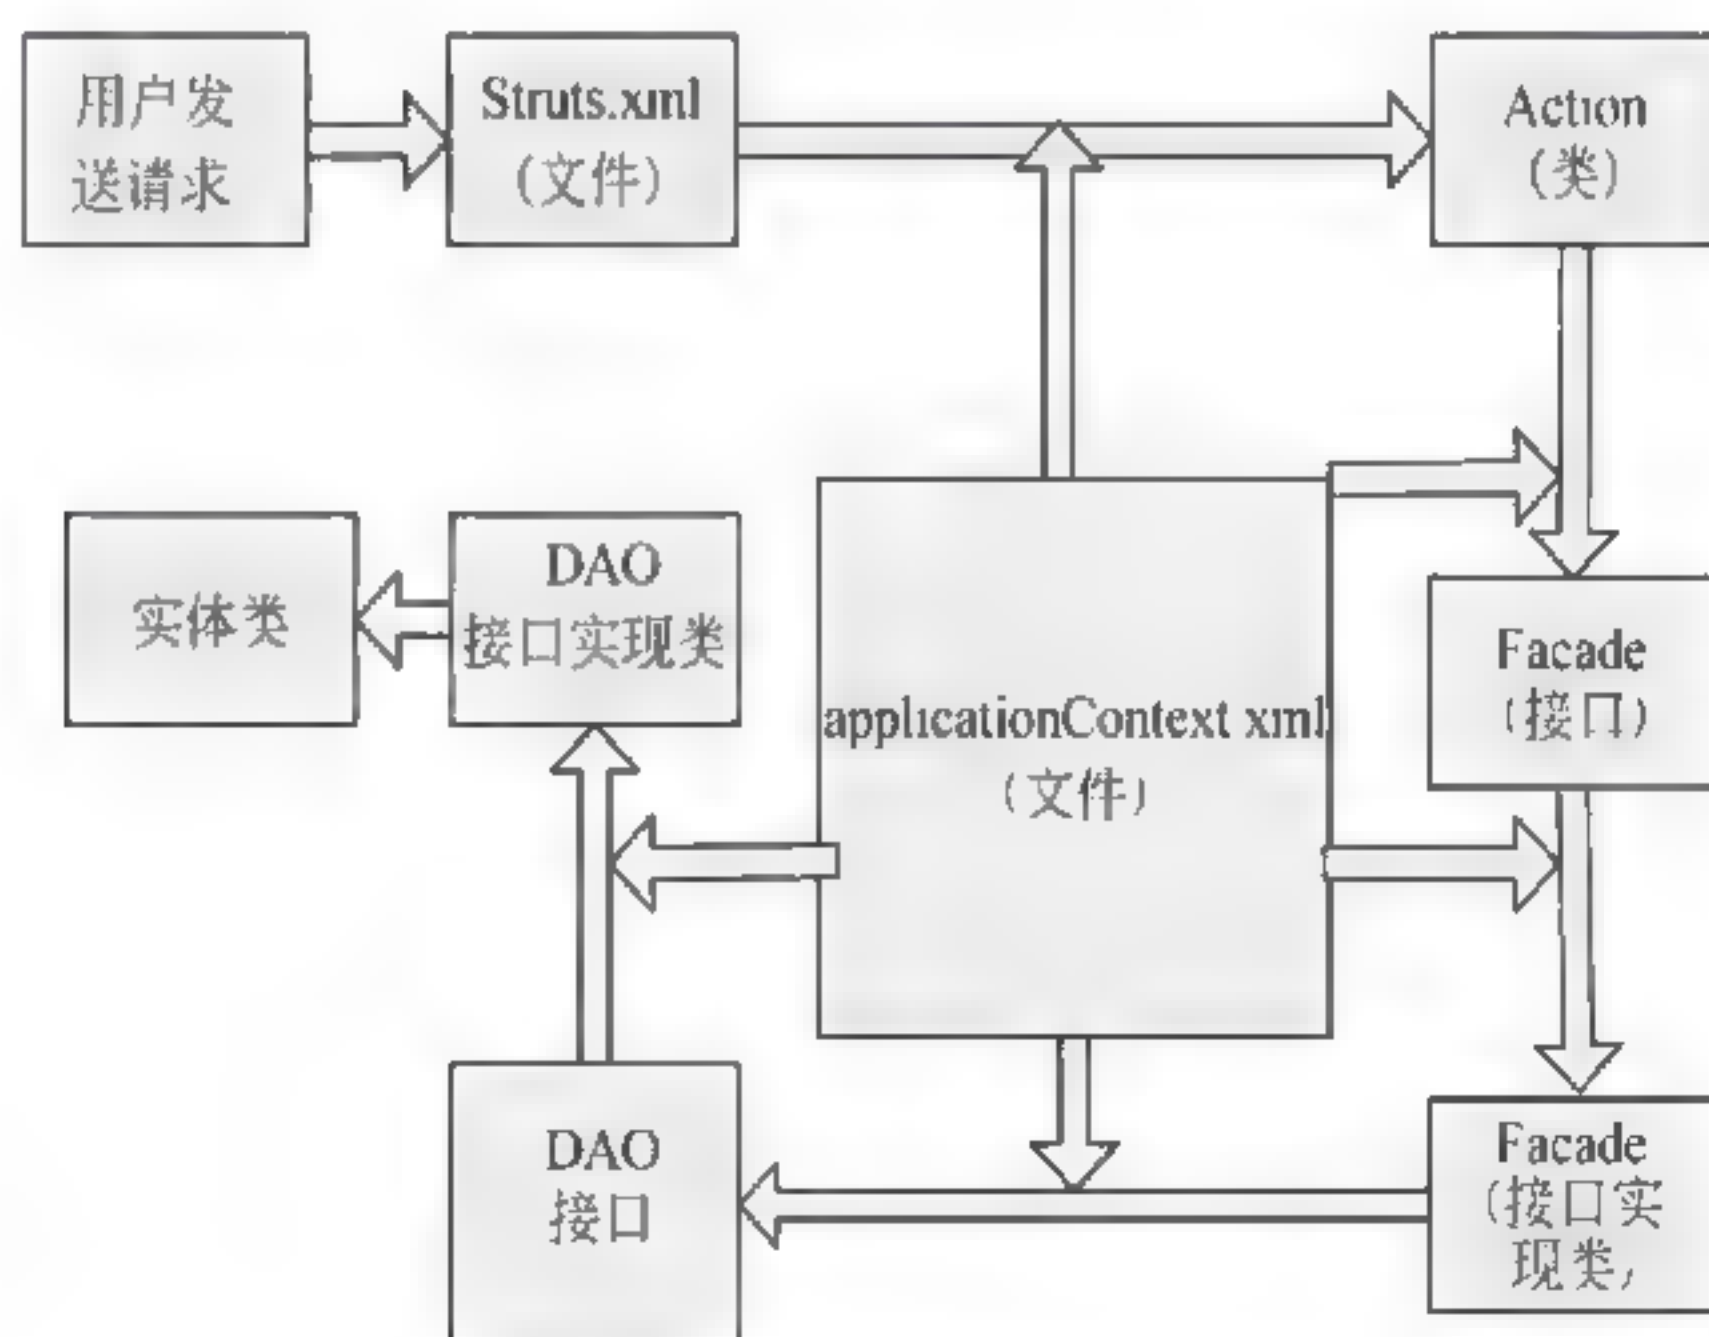 用户发
送请求
Struts.xml
(文件)
Action
(类)
实体类
DAO
接口实现类
applicationContext xml
(文件)
Facade
(接口)
DAO
接口
Facade
(接口实
现类)